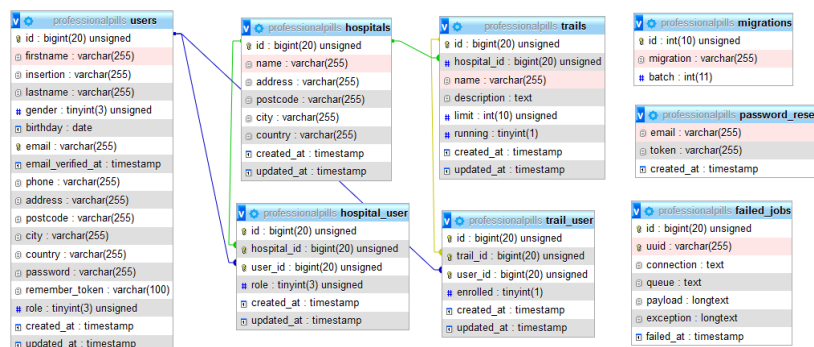 professionalpills users
id : bigint(20) unsigned
firstname : varchar(255)
insertion : varchar(255)
lastname : varchar(255)
gender : tinyint(3) unsigned
birthday : date
email : varchar(255)
email_verified_at : timestamp
phone : varchar(255)
address : varchar(255)
postcode : varchar(255)
city : varchar(255)
country : varchar(255)
password : varchar(255)
remember_token : varchar(100)
role : tinyint(3) unsigned
created_at : timestamp
updated_at : timestamp
professionalpills hospitals
id : bigint(20) unsigned
name : varchar(255)
address : varchar(255)
postcode : varchar(255)
city : varchar(255)
country : varchar(255)
created_at : timestamp
updated_at : timestamp
professionalpills hospital_user
id : bigint(20) unsigned
hospital_id : bigint(20) unsigned
user_id : bigint(20) unsigned
role : tinyint(3) unsigned
created_at : timestamp
updated_at : timestamp
professionalpills trails
id : bigint(20) unsigned
hospital_id : bigint(20) unsigned
name : varchar(255)
description : text
limit : int(10) unsigned
running : tinyint(1)
created_at : timestamp
updated_at : timestamp
professionalpills trail_user
id : bigint(20) unsigned
trail_id : bigint(20) unsigned
user_id : bigint(20) unsigned
enrolled : tinyint(1)
created_at : timestamp
updated_at : timestamp
professionalpills migrations
id : int(10) unsigned
migration : varchar(255)
batch : int(11)
professionalpills password_rese
email : varchar(255)
token : varchar(255)
created_at : timestamp
professionalpills failed_jobs
id : bigint(20) unsigned
uuid : varchar(255)
connection : text
queue : text
payload : longtext
exception : longtext
failed_at : timestamp